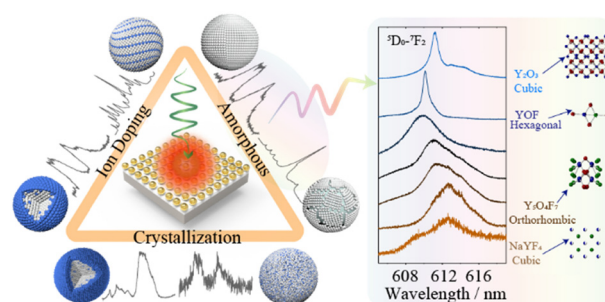 Ion Doping
Amorphous
Crystallization
⁵D₀-⁷F₂
Y₂O₃
Cubic
YOF
Hexagonal
Y₅O₄F₇
Orthorhombic
NaYF₄
Cubic
608 612 616
Wavelength / nm